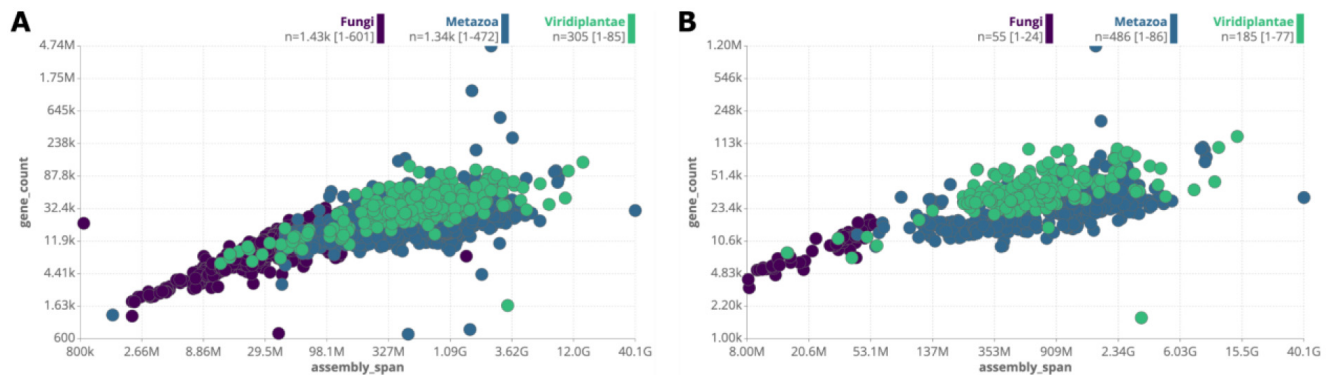 A
Fungi Metazoa Viridiplantae
n=1.43k [1-601] n=1.34k [1-472] n=305 [1-85]
4.74M
1.75M
645k
238k
87.8k
32.4k
11.9k
4.41k
1.63k
600
gene_count
800k 2.66M 8.86M 29.5M 98.1M 327M 1.09G 3.62G 12.0G 40.1G
assembly_span
B
Fungi Metazoa Viridiplantae
n=55 [1-24] n=486 [1-86] n=185 [1-77]
1.20M
546k
248k
113k
51.4k
23.4k
10.6k
4.83k
2.20k
1.00k
gene_count
8.00M 20.6M 53.1M 137M 353M 909M 2.34G 6.03G 15.5G 40.1G
assembly_span